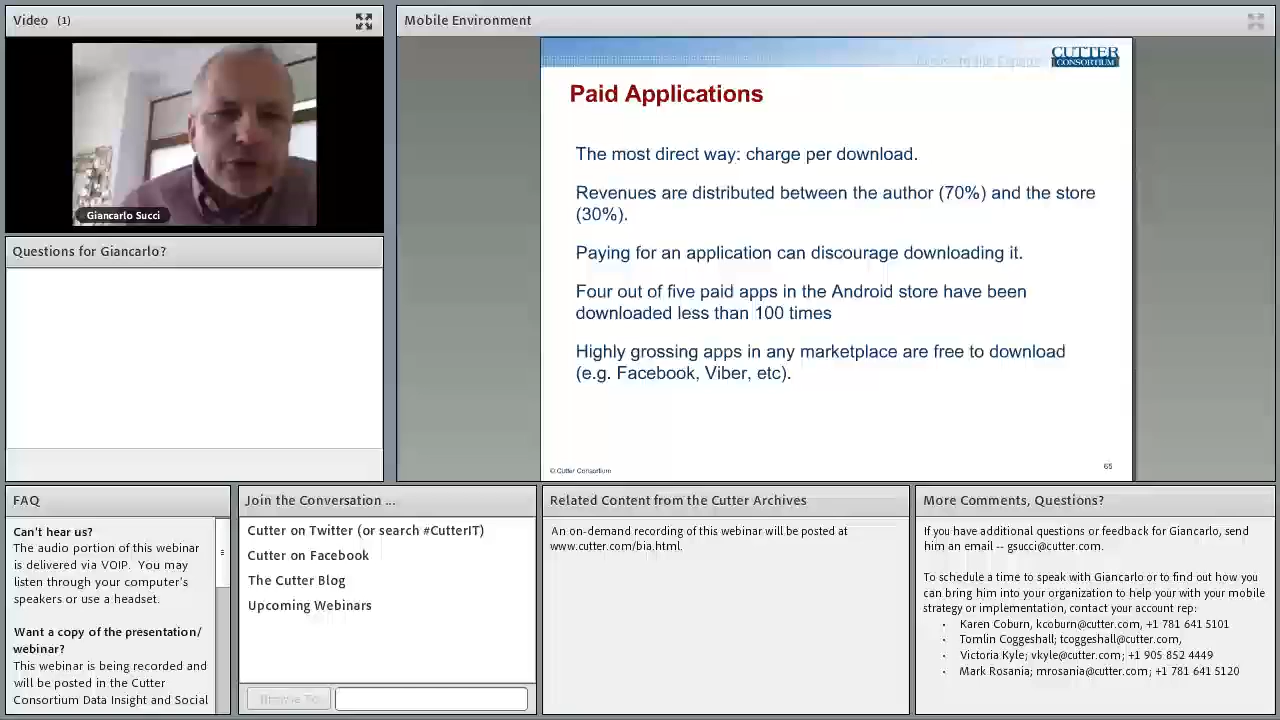 Video (1)
Giancarlo Succi
Questions for Giancarlo?
Mobile Environment
CUTTER
CONSORTIUM
Paid Applications
The most direct way: charge per download.
Revenues are distributed between the author (70%) and the store
(30%).
Paying for an application can discourage downloading it.
Four out of five paid apps in the Android store have been
downloaded less than 100 times
Highly grossing apps in any marketplace are free to download
(e.g. Facebook, Viber, etc).
© Cutter Consortium
65
FAQ
Can't hear us?
The audio portion of this webinar
is delivered via VOIP. You may
listen through your computer's
speakers or use a headset.
Want a copy of the presentation/
webinar?
This webinar is being recorded and
will be posted in the Cutter
Consortium Data Insight and Social
Join the Conversation ...
Cutter on Twitter (or search #CutterIT)
Cutter on Facebook
The Cutter Blog
Upcoming Webinars
Browse To
Related Content from the Cutter Archives
An on-demand recording of this webinar will be posted at
www.cutter.com/bia.html.
More Comments, Questions?
If you have additional questions or feedback for Giancarlo, send
him an email -- gsucci@cutter.com.
To schedule a time to speak with Giancarlo or to find out how you
can bring him into your organization to help your with your mobile
strategy or implementation, contact your account rep:
• Karen Coburn, kcoburn@cutter.com, +1 781 641 5101
• Tomlin Coggeshall; tcoggeshall@cutter.com,
• Victoria Kyle; vkyle@cutter.com; +1 905 852 4449
• Mark Rosania; mrosania@cutter.com; +1 781 641 5120